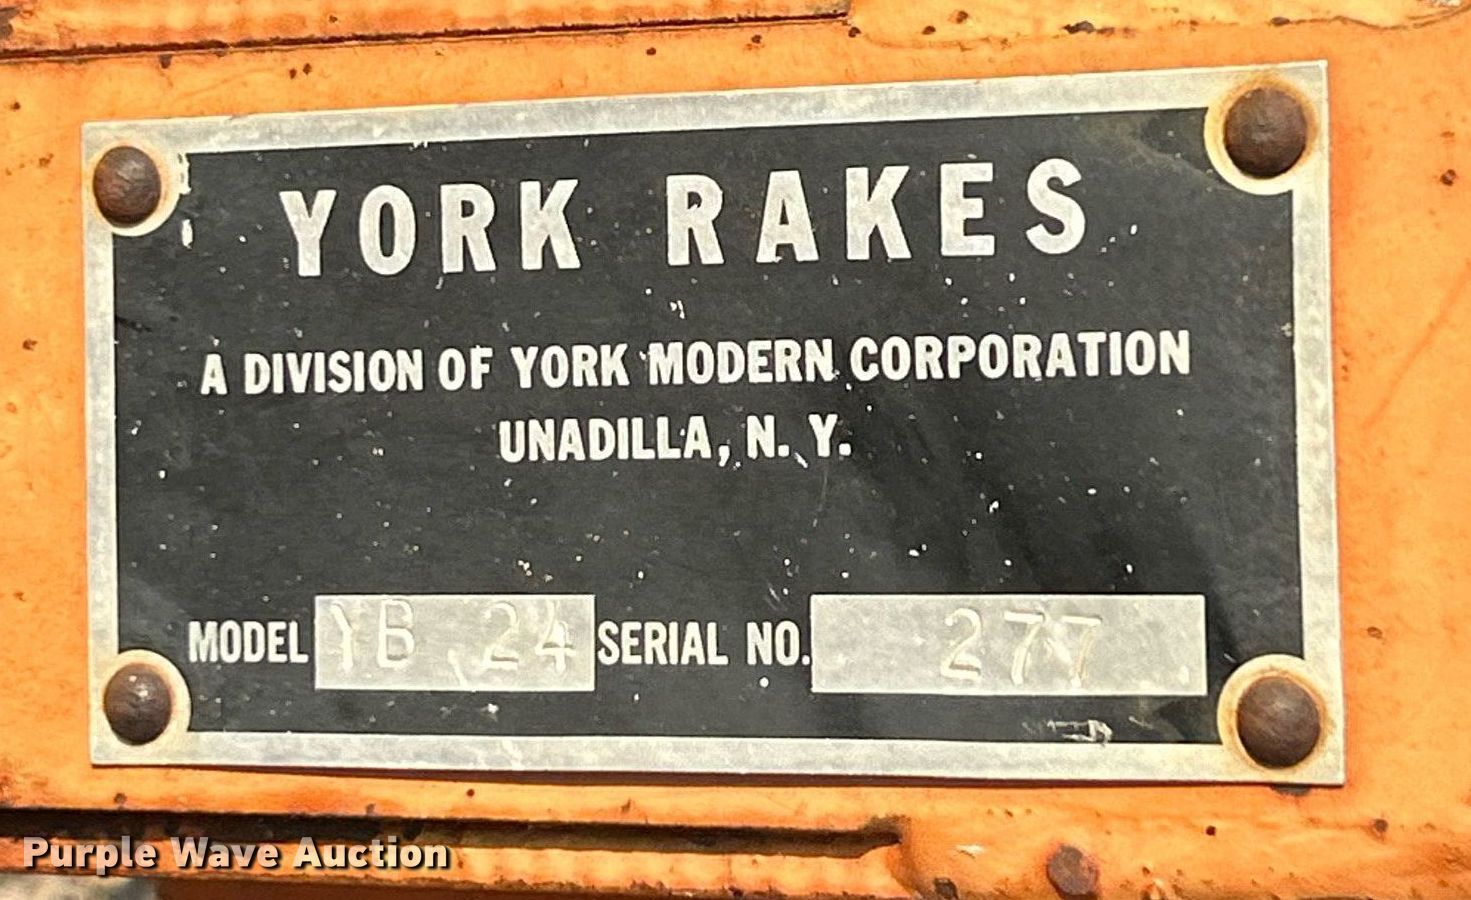 YORK RAKES
A DIVISION OF YORK MODERN CORPORATION
UNADILLA, N. Y.
MODEL YB 24 SERIAL NO. 277
Purple Wave Auction